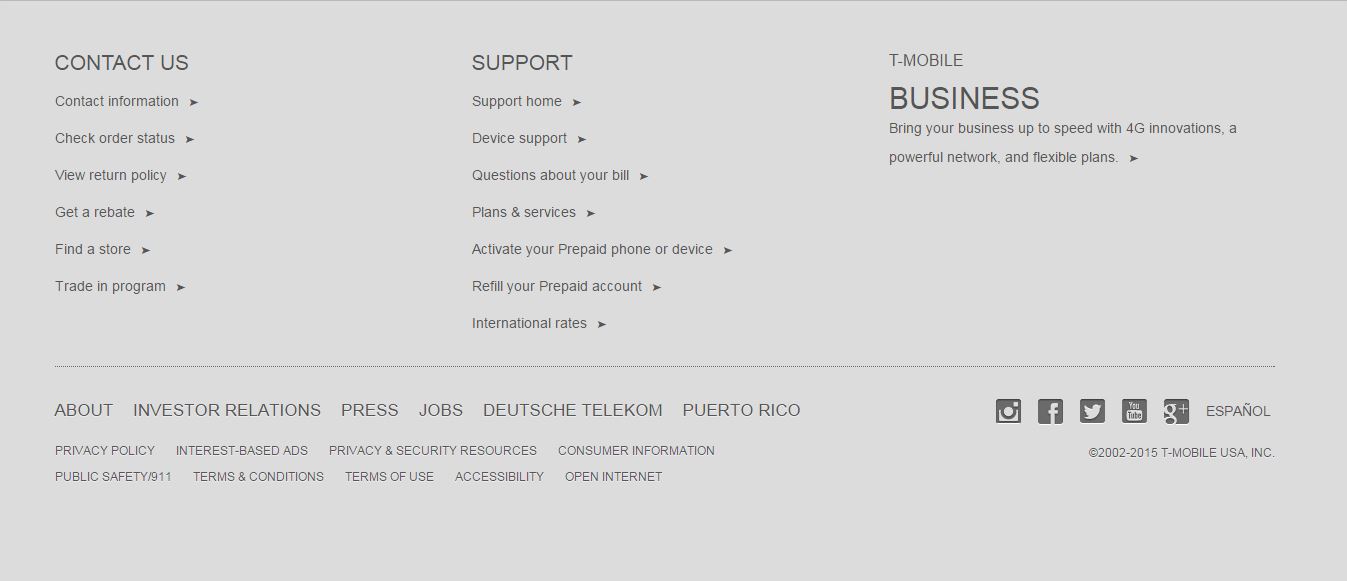 CONTACT US
Contact information
Check order status
View return policy
Get a rebate
Find a store
Trade in program
SUPPORT
Support home
Device support
Questions about your bill
Plans & services
Activate your Prepaid phone or device
Refill your Prepaid account
International rates
T-MOBILE
BUSINESS
Bring your business up to speed with 4G innovations, a
powerful network, and flexible plans.
ABOUT INVESTOR RELATIONS PRESS JOBS DEUTSCHE TELEKOM PUERTO RICO
You Tube g+ ESPAÑOL
PRIVACY POLICY INTEREST-BASED ADS PRIVACY & SECURITY RESOURCES CONSUMER INFORMATION
©2002-2015 T-MOBILE USA, INC.
PUBLIC SAFETY/911 TERMS & CONDITIONS TERMS OF USE ACCESSIBILITY OPEN INTERNET